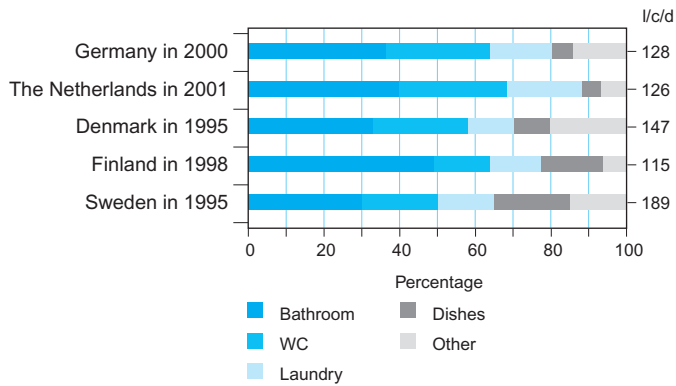 l/c/d
Germany in 2000 128
The Netherlands in 2001 126
Denmark in 1995 147
Finland in 1998 115
Sweden in 1995 189
0 20 40 60 80 100
Percentage
Bathroom Dishes
WC Other
Laundry